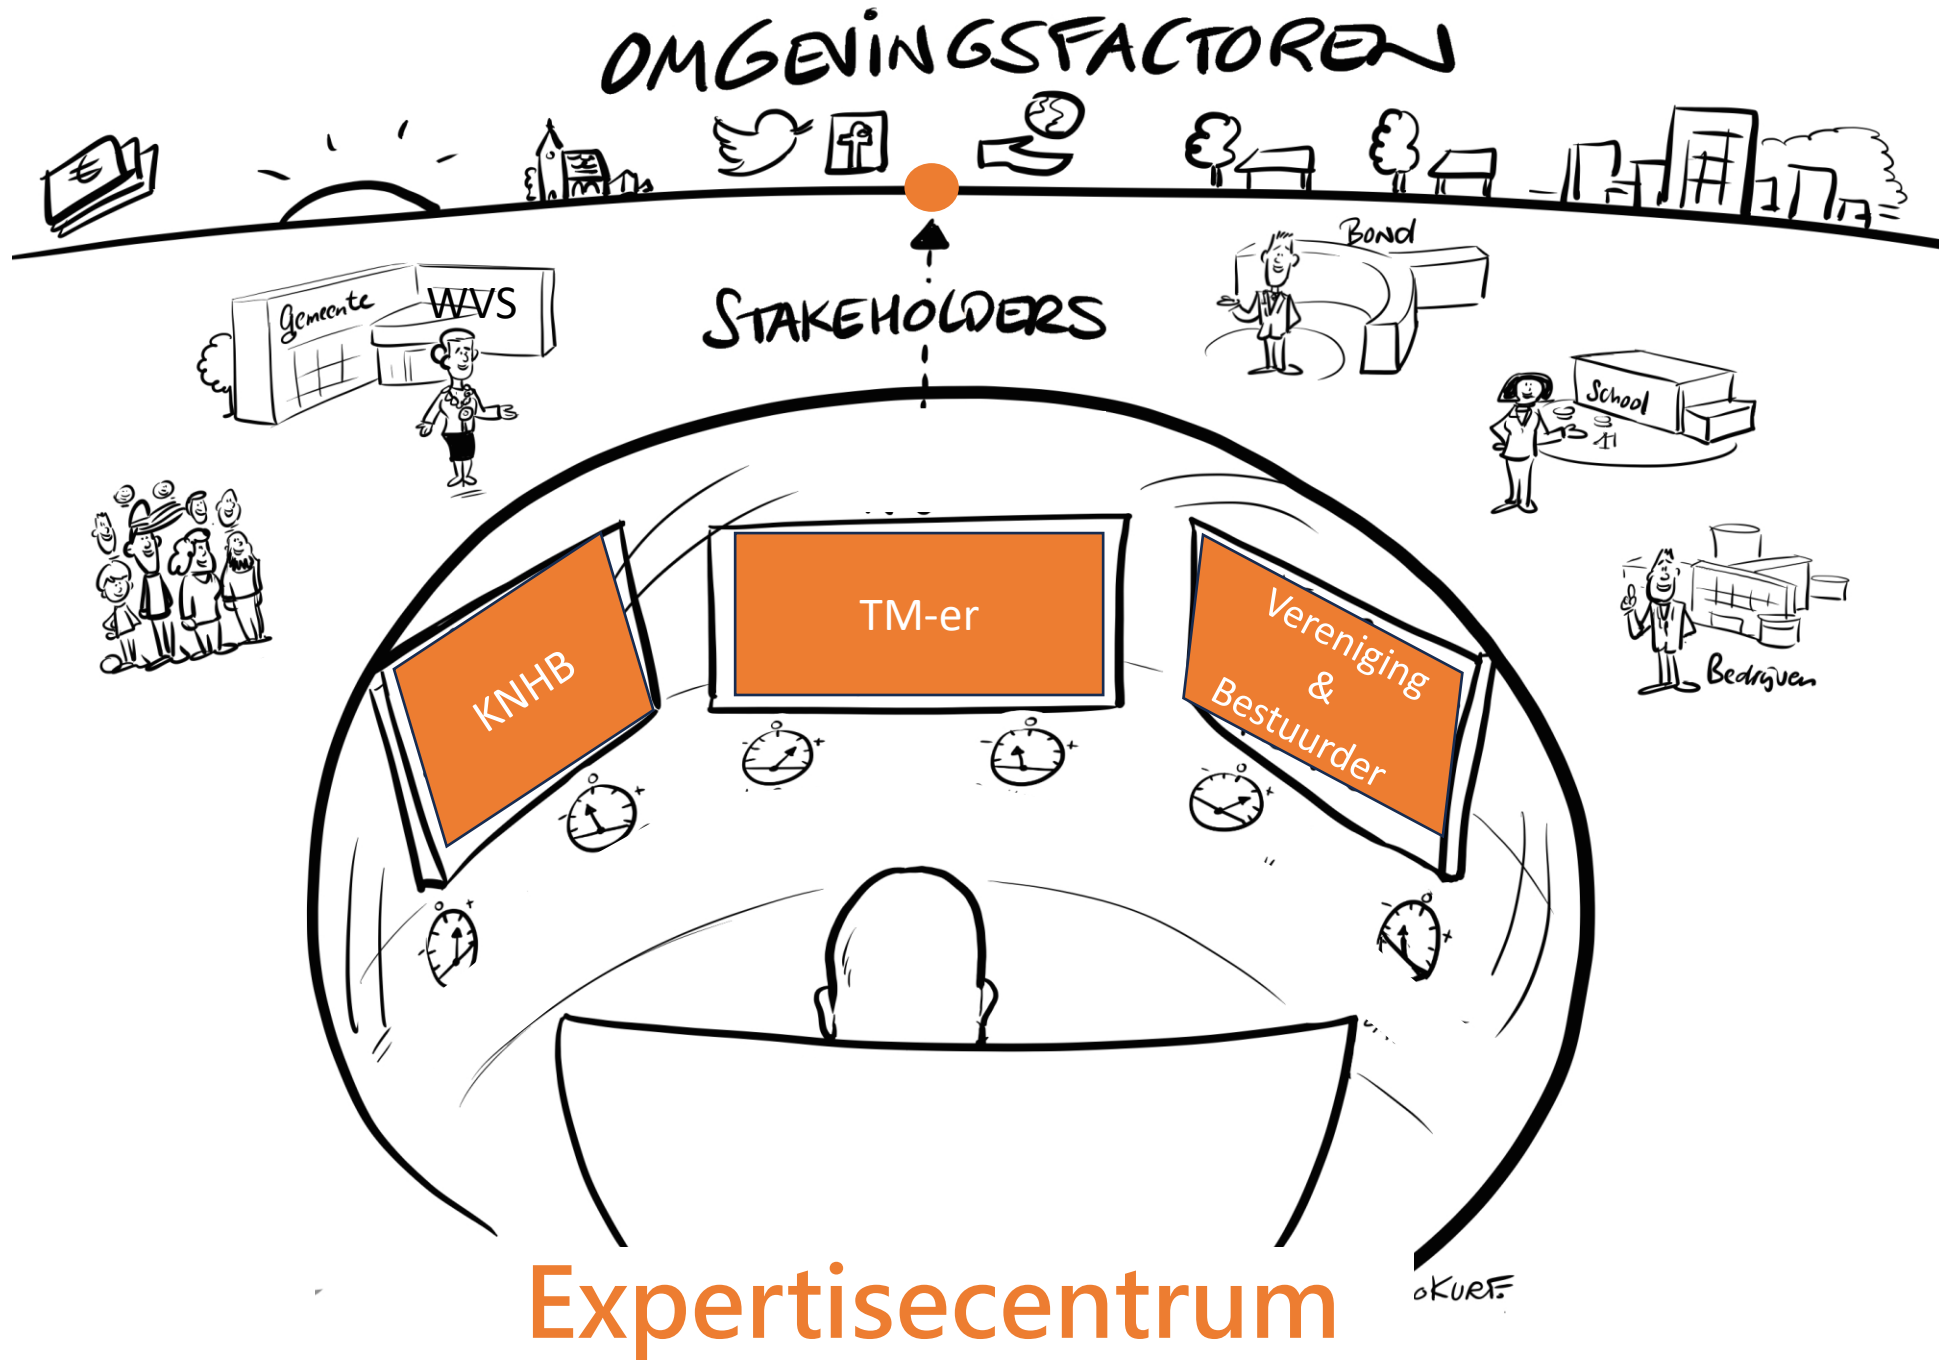 OMGEVINGSFACTOREN
€
f
Gemeente
WVS
STAKEHOLDERS
BOND
School
Bedrijven
KNHB
TM-er
Vereniging
&
Bestuurder
Expertisecentrum